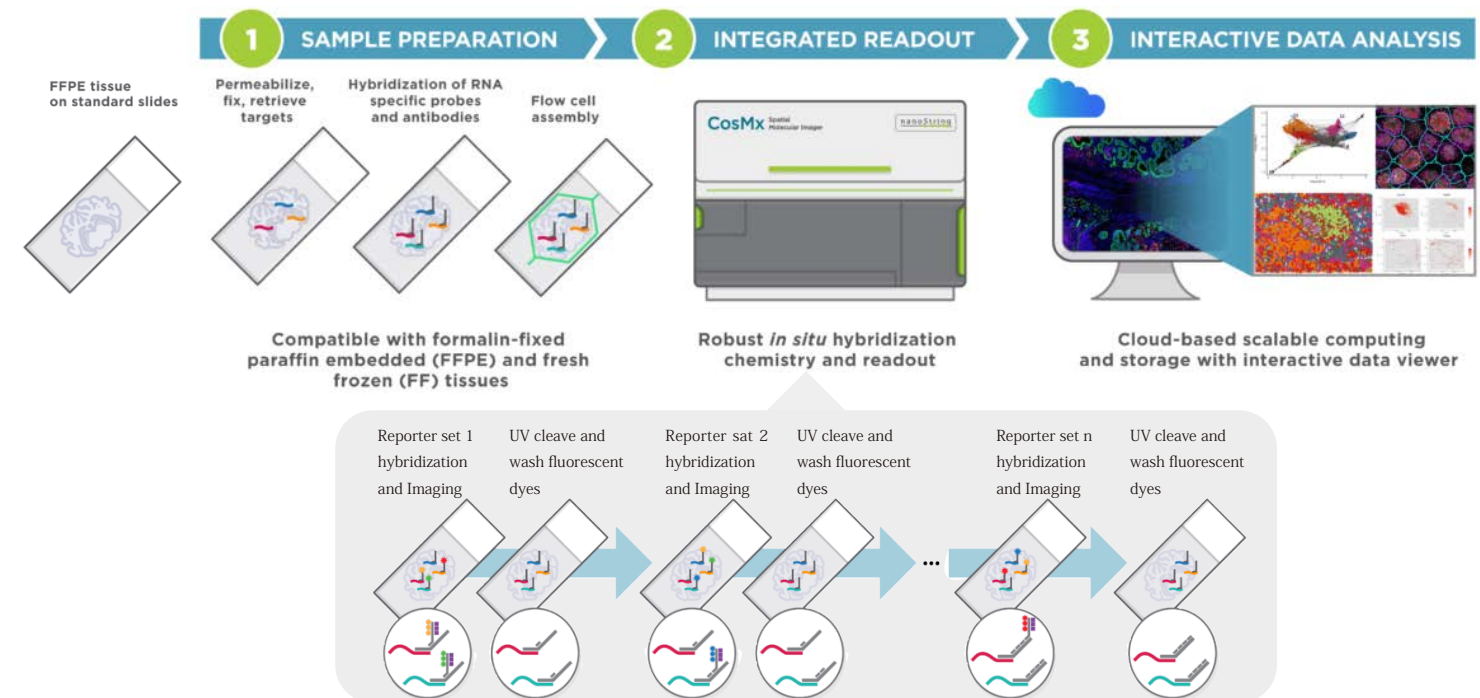 1 SAMPLE PREPARATION
2 INTEGRATED READOUT
3 INTERACTIVE DATA ANALYSIS
FFPE tissue
on standard slides
Permeabilize,
fix, retrieve
targets
Hybridization of RNA
specific probes
and antibodies
Flow cell
assembly
CosMx Spatial
Molecular Imager
nanoString
Compatible with formalin-fixed
paraffin embedded (FFPE) and fresh
frozen (FF) tissues
Robust in situ hybridization
chemistry and readout
Cloud-based scalable computing
and storage with interactive data viewer
Reporter set 1
hybridization
and Imaging
UV cleave and
wash fluorescent
dyes
Reporter sat 2
hybridization
and Imaging
UV cleave and
wash fluorescent
dyes
...
Reporter set n
hybridization
and Imaging
UV cleave and
wash fluorescent
dyes